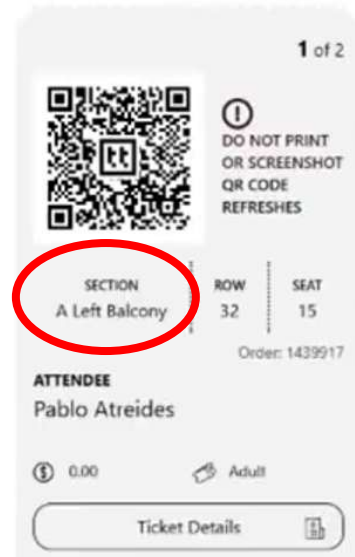 1 of 2
tt
DO NOT PRINT
OR SCREENSHOT
QR CODE
REFRESHES
SECTION ROW SEAT
A Left Balcony 32 15
Order: 1439917
ATTENDEE
Pablo Atreides
$ 0.00 Adult
Ticket Details